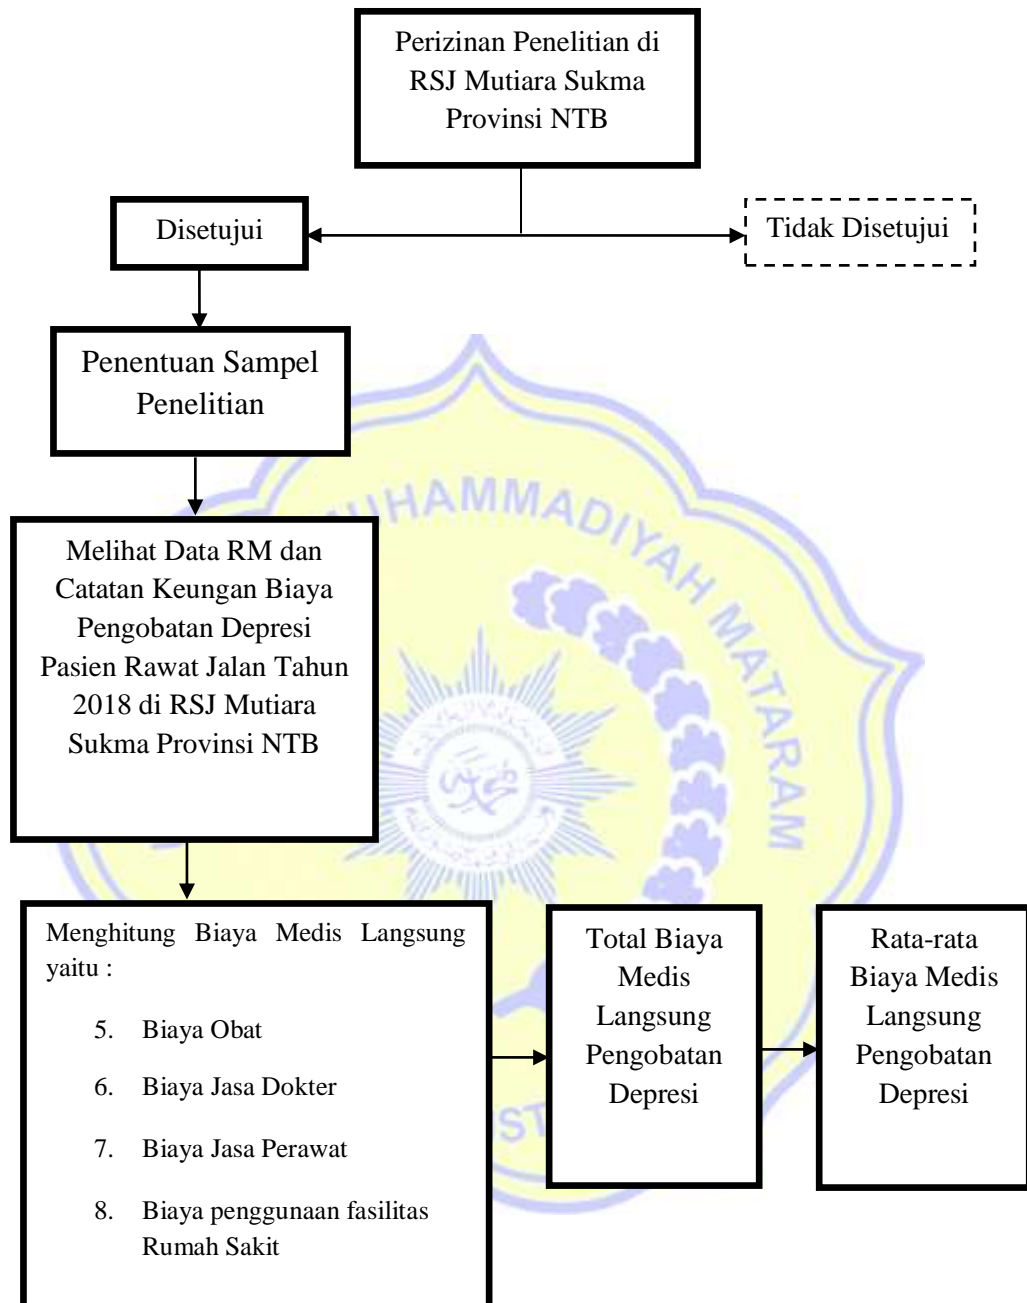 Perizinan Penelitian di
RSJ Mutiara Sukma
Provinsi NTB
Disetujui
Tidak Disetujui
Penentuan Sampel
Penelitian
Melihat Data RM dan
Catatan Keungan Biaya
Pengobatan Depresi
Pasien Rawat Jalan Tahun
2018 di RSJ Mutiara
Sukma Provinsi NTB
Menghitung Biaya Medis Langsung
yaitu :
5. Biaya Obat
6. Biaya Jasa Dokter
7. Biaya Jasa Perawat
8. Biaya penggunaan fasilitas
Rumah Sakit
Total Biaya
Medis
Langsung
Pengobatan
Depresi
Rata-rata
Biaya Medis
Langsung
Pengobatan
Depresi
MUHAMMADIYAH MATARAM